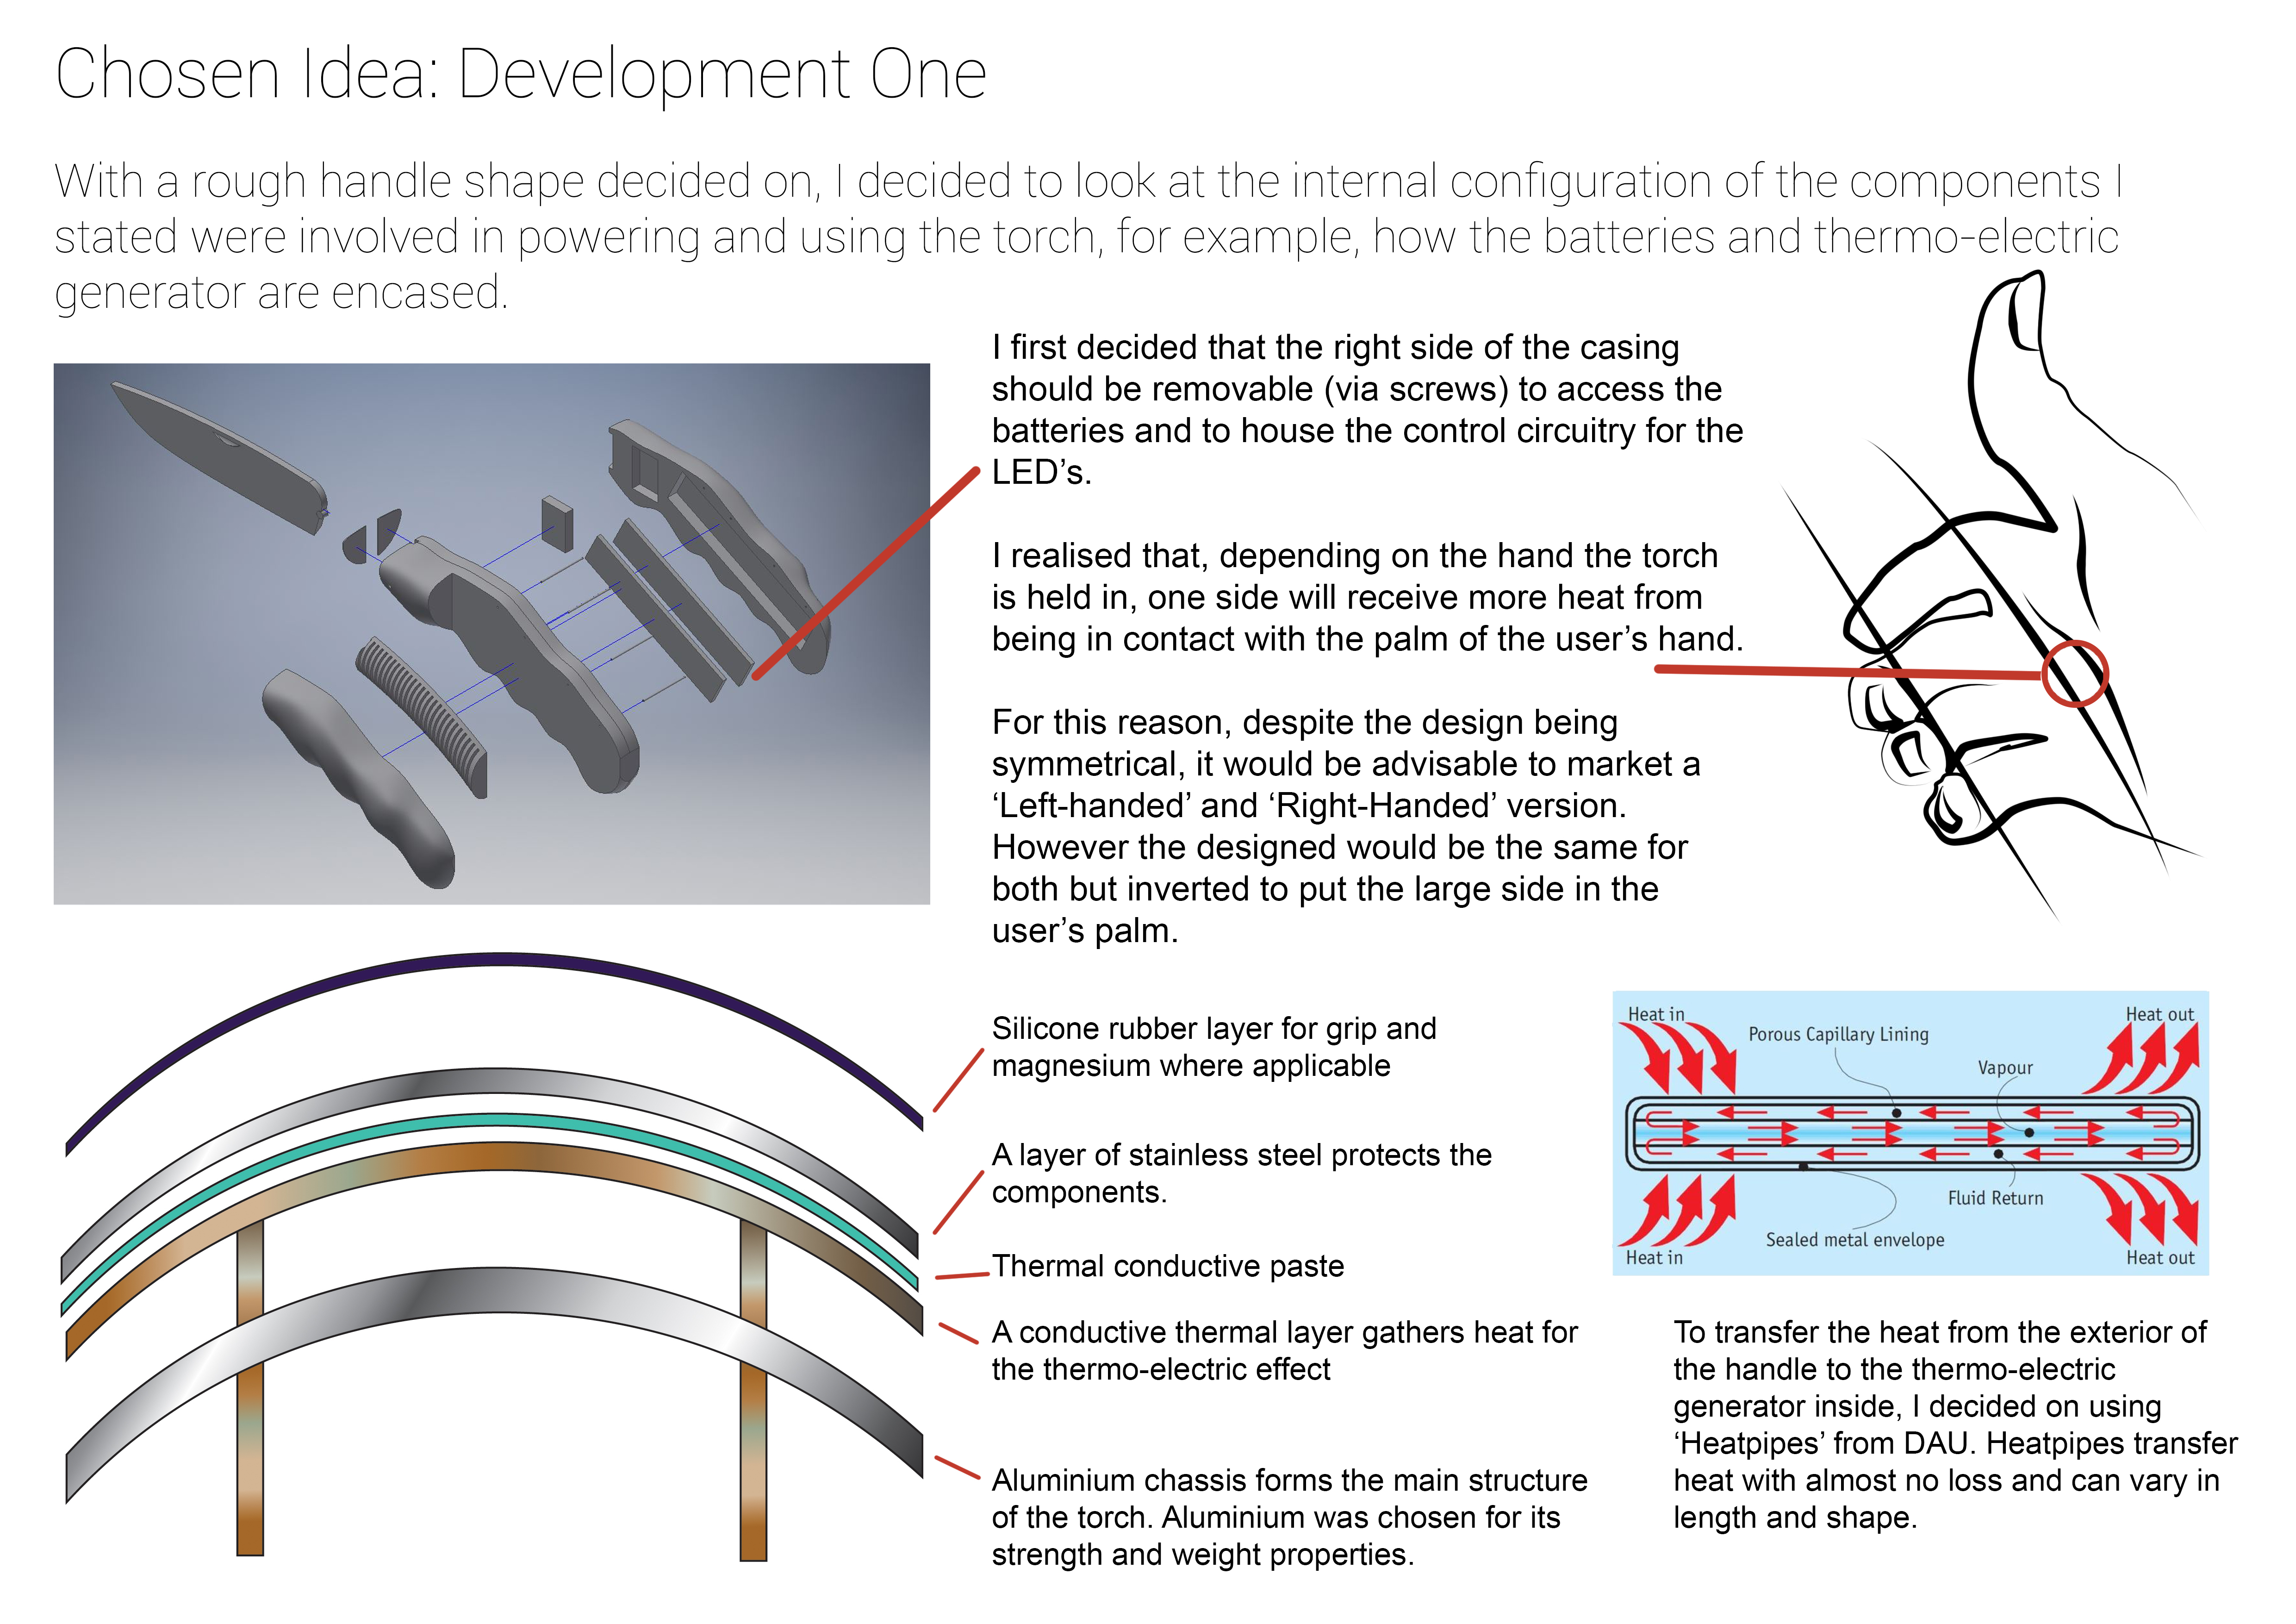 Chosen Idea: Development One
With a rough handle shape decided on, I decided to look at the internal configuration of the components I
stated were involved in powering and using the torch, for example, how the batteries and thermo-electric
generator are encased.
I first decided that the right side of the casing
should be removable (via screws) to access the
batteries and to house the control circuitry for the
LED’s.
I realised that, depending on the hand the torch
is held in, one side will receive more heat from
being in contact with the palm of the user’s hand.
For this reason, despite the design being
symmetrical, it would be advisable to market a
‘Left-handed’ and ‘Right-Handed’ version.
However the designed would be the same for
both but inverted to put the large side in the
user’s palm.
Silicone rubber layer for grip and
magnesium where applicable
A layer of stainless steel protects the
components.
Thermal conductive paste
A conductive thermal layer gathers heat for
the thermo-electric effect
Aluminium chassis forms the main structure
of the torch. Aluminium was chosen for its
strength and weight properties.
Heat in
Heat out
Porous Capillary Lining
Vapour
Fluid Return
Sealed metal envelope
Heat in
Heat out
To transfer the heat from the exterior of
the handle to the thermo-electric
generator inside, I decided on using
‘Heatpipes’ from DAU. Heatpipes transfer
heat with almost no loss and can vary in
length and shape.